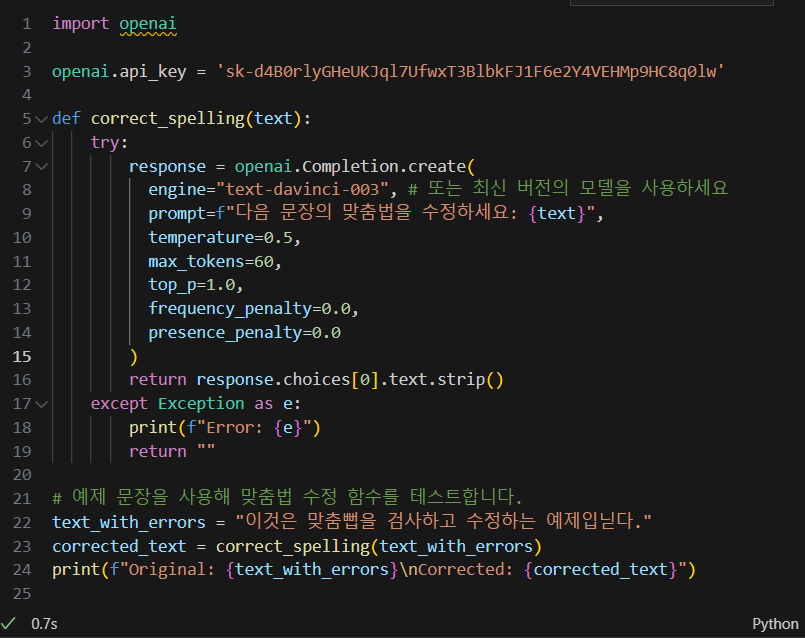 1 import openai
2
3 openai.api_key = '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'
4
5 def correct_spelling(text):
6     try:
7         response = openai.Completion.create(
8           engine="text-davinci-003", # 또는 최신 버전의 모델을 사용하세요
9           prompt=f"다음 문장의 맞춤법을 수정하세요: {text}",
10           temperature=0.5,
11           max_tokens=60,
12           top_p=1.0,
13           frequency_penalty=0.0,
14           presence_penalty=0.0
15         )
16         return response.choices[0].text.strip()
17     except Exception as e:
18         print(f"Error: {e}")
19         return ""
20
21 # 예제 문장을 사용해 맞춤법 수정 함수를 테스트합니다.
22 text_with_errors = "이것은 맞춤뻡을 검사하고 수정하는 예제입닏다."
23 corrected_text = correct_spelling(text_with_errors)
24 print(f"Original: {text_with_errors}\nCorrected: {corrected_text}")
25
0.7s Python